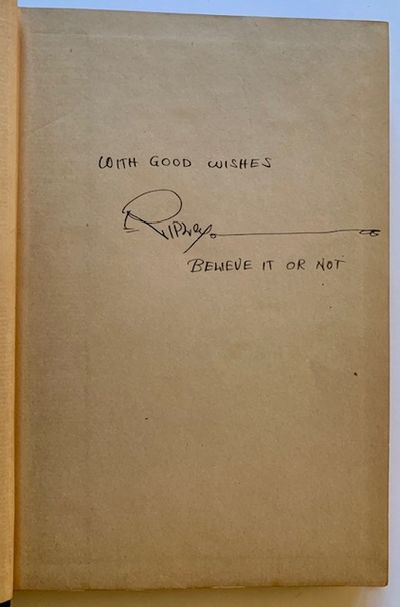 WITH GOOD WISHES
RIPLEY
BELIEVE IT OR NOT